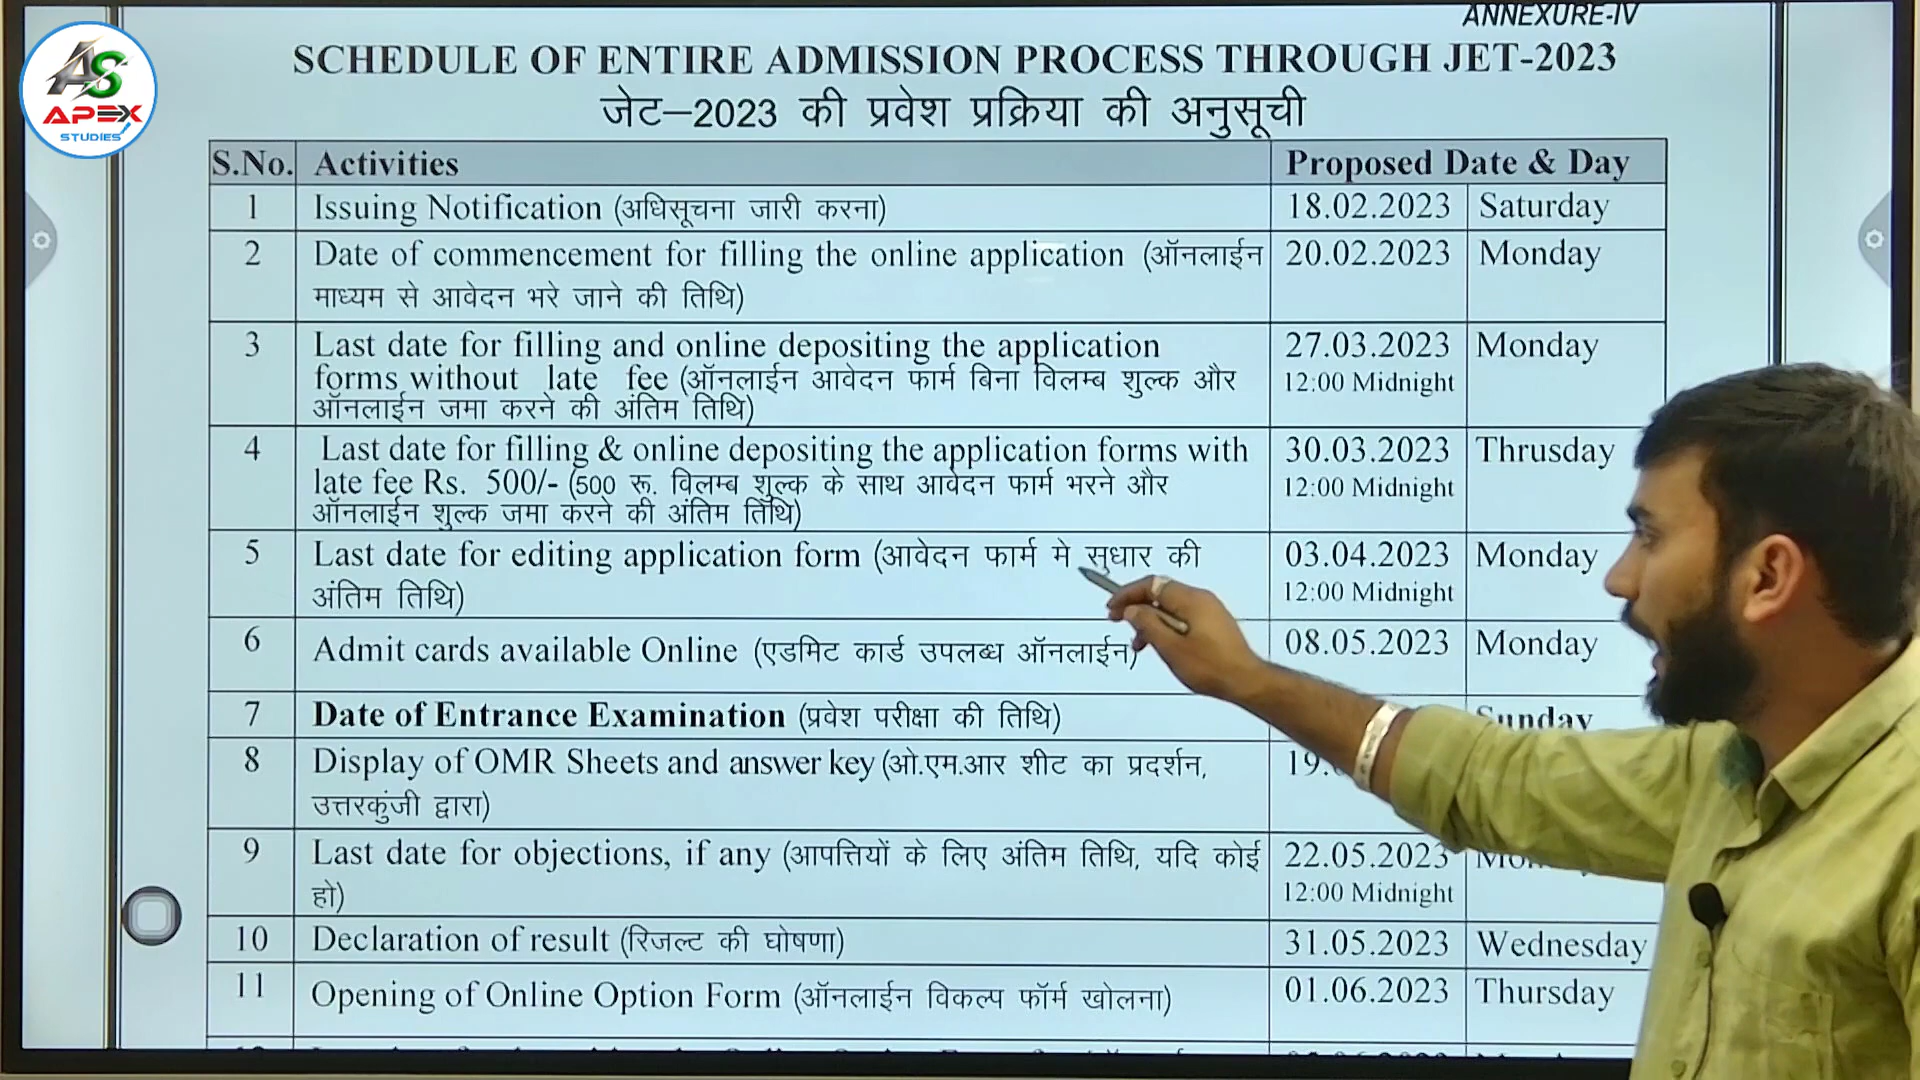 ANNEXURE-IV
AS
APEX
STUDIES
SCHEDULE OF ENTIRE ADMISSION PROCESS THROUGH JET-2023
जेट–2023 की प्रवेश प्रक्रिया की अनुसूची
S.No. Activities Proposed Date & Day
1 Issuing Notification (अधिसूचना जारी करना) 18.02.2023 Saturday
2 Date of commencement for filling the online application (ऑनलाईन 20.02.2023 Monday
माध्यम से आवेदन भरे जाने की तिथि)
3 Last date for filling and online depositing the application 27.03.2023 Monday
forms without late fee (ऑनलाईन आवेदन फार्म बिना विलम्ब शुल्क और 12:00 Midnight
ऑनलाईन जमा करने की अंतिम तिथि)
4 Last date for filling & online depositing the application forms with 30.03.2023 Thrusday
late fee Rs. 500/- (500 रू. विलम्ब शुल्क के साथ आवेदन फार्म भरने और 12:00 Midnight
ऑनलाईन शुल्क जमा करने की अंतिम तिथि)
5 Last date for editing application form (आवेदन फार्म मे सुधार की 03.04.2023 Monday
अंतिम तिथि) 12:00 Midnight
6 Admit cards available Online (एडमिट कार्ड उपलब्ध ऑनलाईन) 08.05.2023 Monday
7 Date of Entrance Examination (प्रवेश परीक्षा की तिथि) Sunday
8 Display of OMR Sheets and answer key (ओ.एम.आर शीट का प्रदर्शन, 19.
उत्तरकुंजी द्वारा)
9 Last date for objections, if any (आपत्तियों के लिए अंतिम तिथि, यदि कोई 22.05.2023
हो) 12:00 Midnight
10 Declaration of result (रिजल्ट की घोषणा) 31.05.2023 Wednesday
11 Opening of Online Option Form (ऑनलाईन विकल्प फॉर्म खोलना) 01.06.2023 Thursday